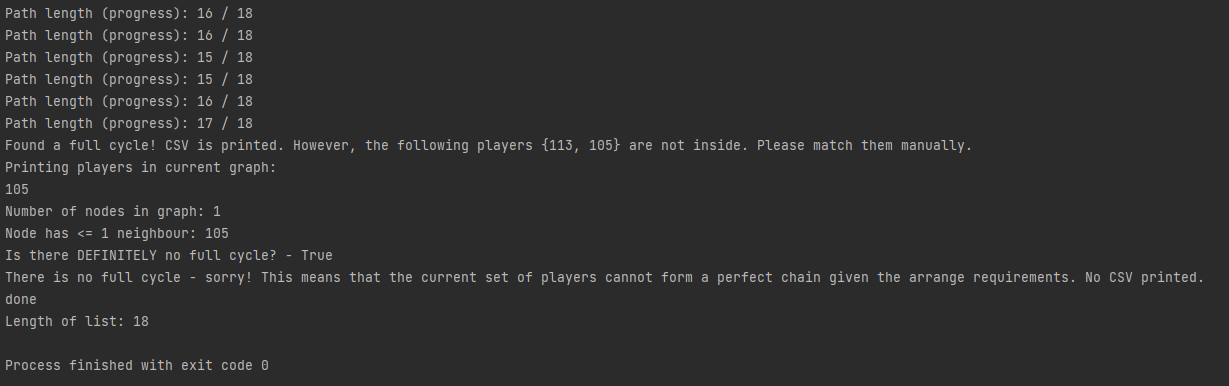 Path length (progress): 16 / 18
Path length (progress): 16 / 18
Path length (progress): 15 / 18
Path length (progress): 15 / 18
Path length (progress): 16 / 18
Path length (progress): 17 / 18
Found a full cycle! CSV is printed. However, the following players {113, 105} are not inside. Please match them manually.
Printing players in current graph:
105
Number of nodes in graph: 1
Node has <= 1 neighbour: 105
Is there DEFINITELY no full cycle? - True
There is no full cycle - sorry! This means that the current set of players cannot form a perfect chain given the arrange requirements. No CSV printed.
done
Length of list: 18
Process finished with exit code 0